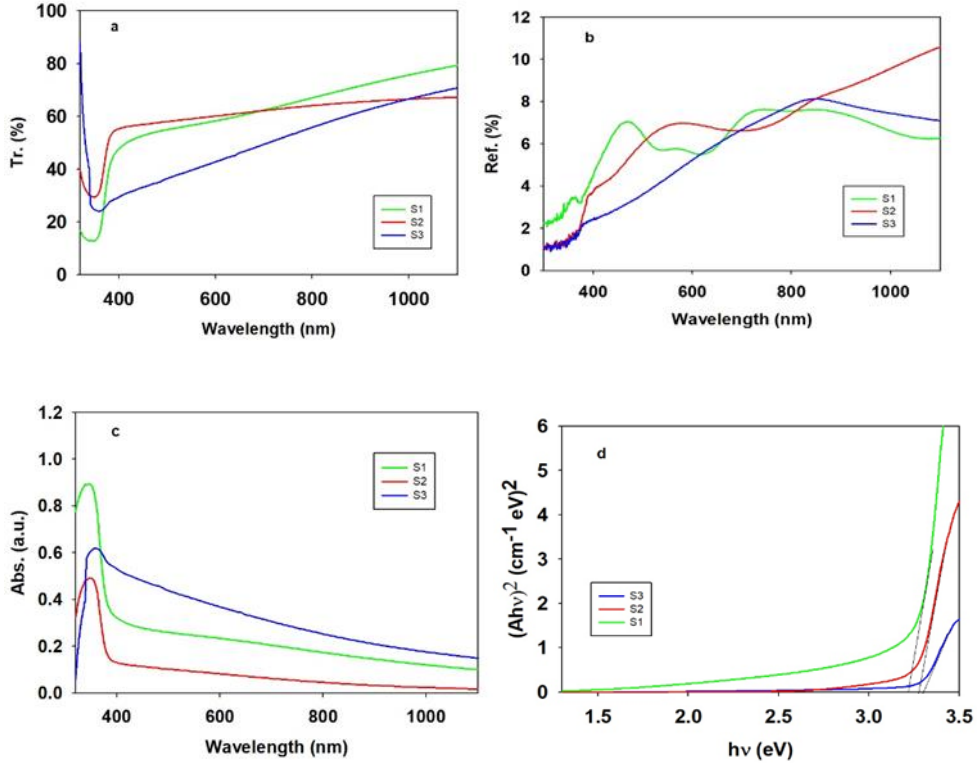 a
Tr. (%)
100
80
60
40
20
0
400
600
800
1000
Wavelength (nm)
S1
S2
S3
b
Ref. (%)
12
10
8
6
4
2
0
400
600
800
1000
Wavelength (nm)
S1
S2
S3
c
Abs. (a.u.)
1.2
1.0
0.8
0.6
0.4
0.2
0.0
400
600
800
1000
Wavelength (nm)
S1
S2
S3
d
(Ahν)² (cm⁻¹ eV)²
6
5
4
3
2
1
0
1.5
2.0
2.5
3.0
3.5
hν (eV)
S3
S2
S1